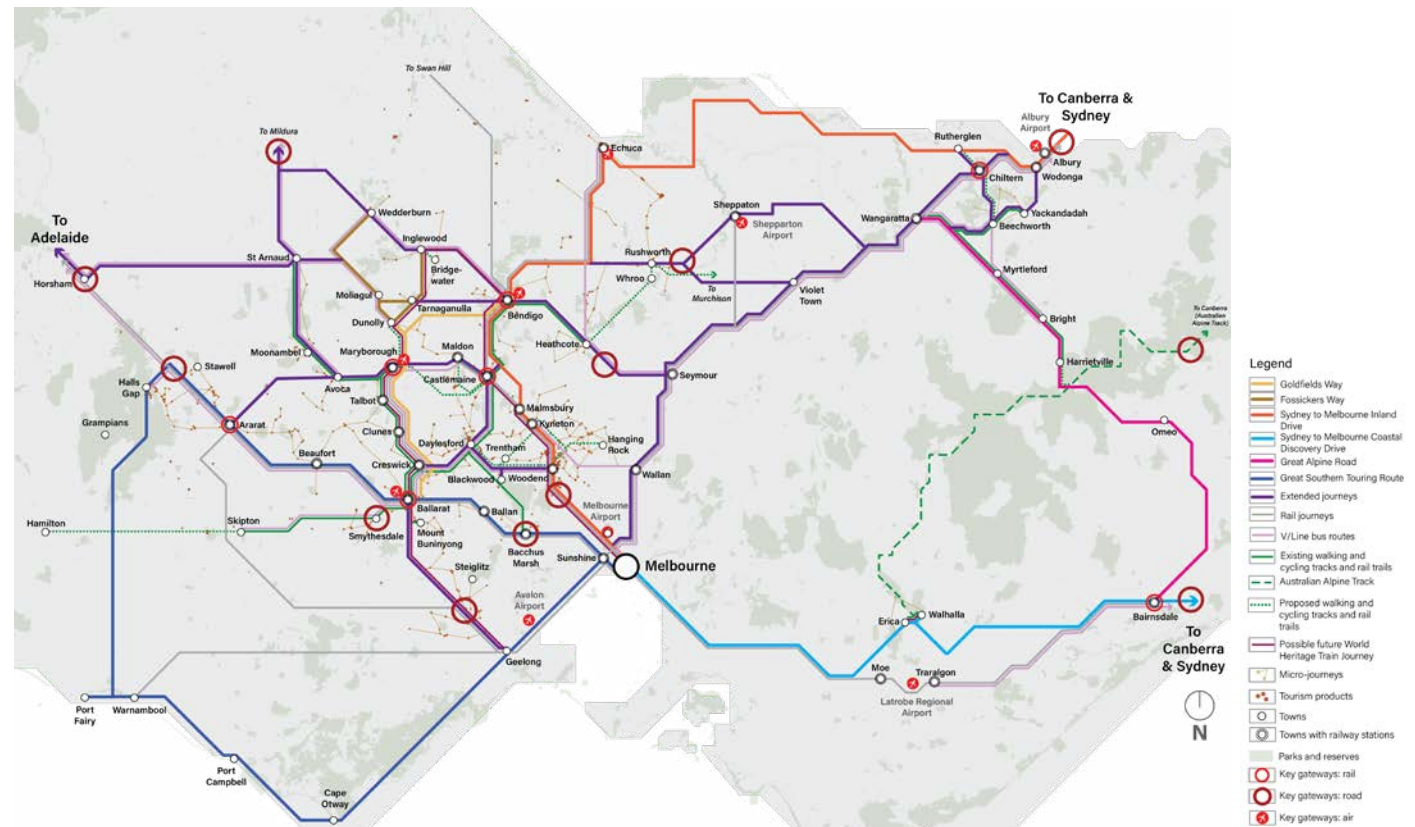 To Swan Hill
To Canberra &
Sydney
Albury
Airport
To Mildura
Rutherglen
Echuca
Albury
Chiltern
Wodonga
Wedderburn
Sheppaton
Yackandadah
To
Adelaide
Wangaratta
Shepparton
Airport
Beechworth
Inglewood
Rushworth
St Arnaud
Bridge-
water
Myrtleford
Horsham
Whroo
To
Murchison
Violet
Town
Moliagul
Tarnaganulla
To Canberra
(Australian
Alpine Track)
Bendigo
Bright
Dunolly
Heathcote
Moonambel
Maryborough
Maldon
Harrietville
Stawell
Castlemaine
Seymour
Halls
Gap
Avoca
Talbot
Malmsbury
Grampians
Ararat
Kyneton
Omeo
Clunes
Daylesford
Hanging
Rock
Trentham
Beaufort
Creswick
Blackwood
Woodend
Wallan
Ballarat
Ballan
Melbourne
Airport
Hamilton
Skipton
Smythesdale
Mount
Buninyong
Bacchus
Marsh
Sunshine
Melbourne
Steiglitz
Avalon
Airport
Erica
Walhalla
Bairnsdale
To
Canberra
& Sydney
Geelong
Moe
Traralgon
Latrobe Regional
Airport
Port
Fairy
Warnambool
N
Port
Campbell
Cape
Otway
Legend
Goldfields Way
Fossickers Way
Sydney to Melbourne Inland
Drive
Sydney to Melbourne Coastal
Discovery Drive
Great Alpine Road
Great Southern Touring Route
Extended journeys
Rail journeys
V/Line bus routes
Existing walking and
cycling tracks and rail trails
Australian Alpine Track
Proposed walking and
cycling tracks and rail
trails
Possible future World
Heritage Train Journey
Micro-journeys
Tourism products
Towns
Towns with railway stations
Parks and reserves
Key gateways: rail
Key gateways: road
Key gateways: air